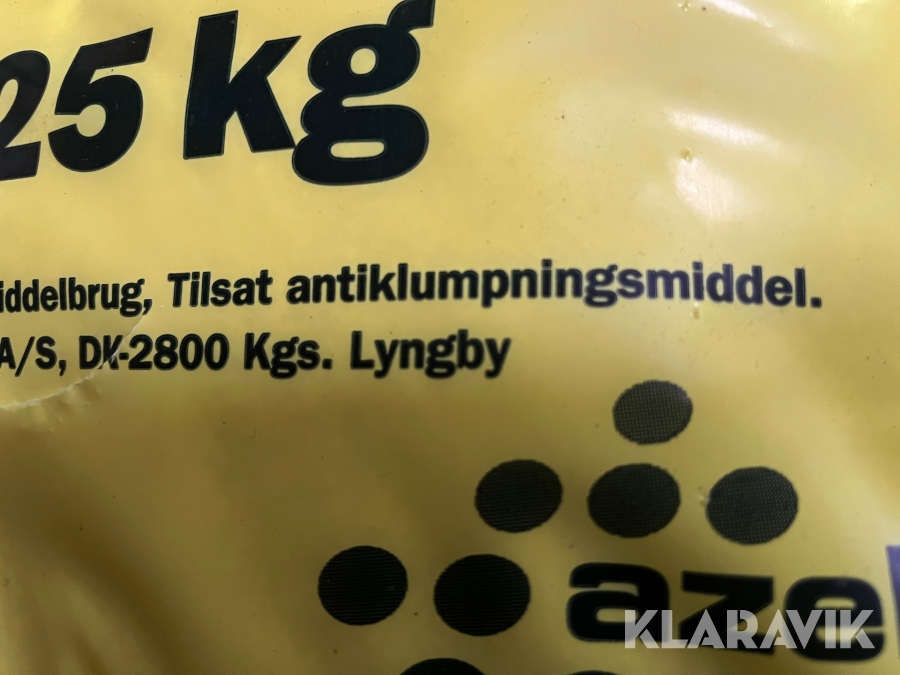 25 kg
iddelbrug, Tilsat antiklumpningsmiddel.
A/S, DK-2800 Kgs. Lyngby
aze
KLARAVIK